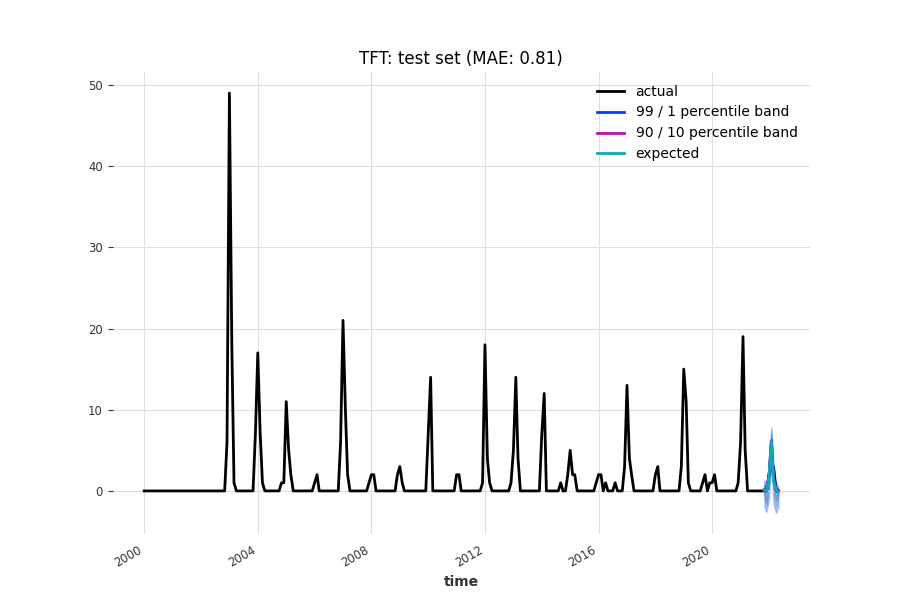 TFT: test set (MAE: 0.81)
actual
99 / 1 percentile band
90 / 10 percentile band
expected
50
40
30
20
10
0
2000
2004
2008
2012
2016
2020
time